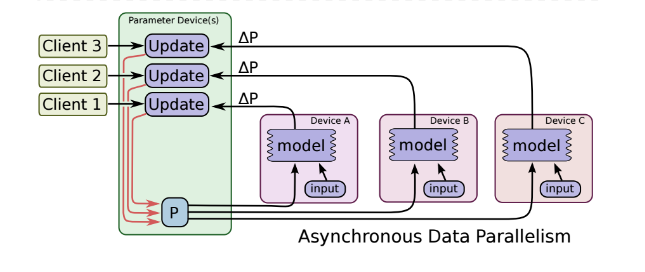 Parameter Device(s)
Client 3
Update
ΔP
Client 2
Update
ΔP
Client 1
Update
ΔP
Device A
Device B
Device C
model
model
model
input
input
input
P
Asynchronous Data Parallelism